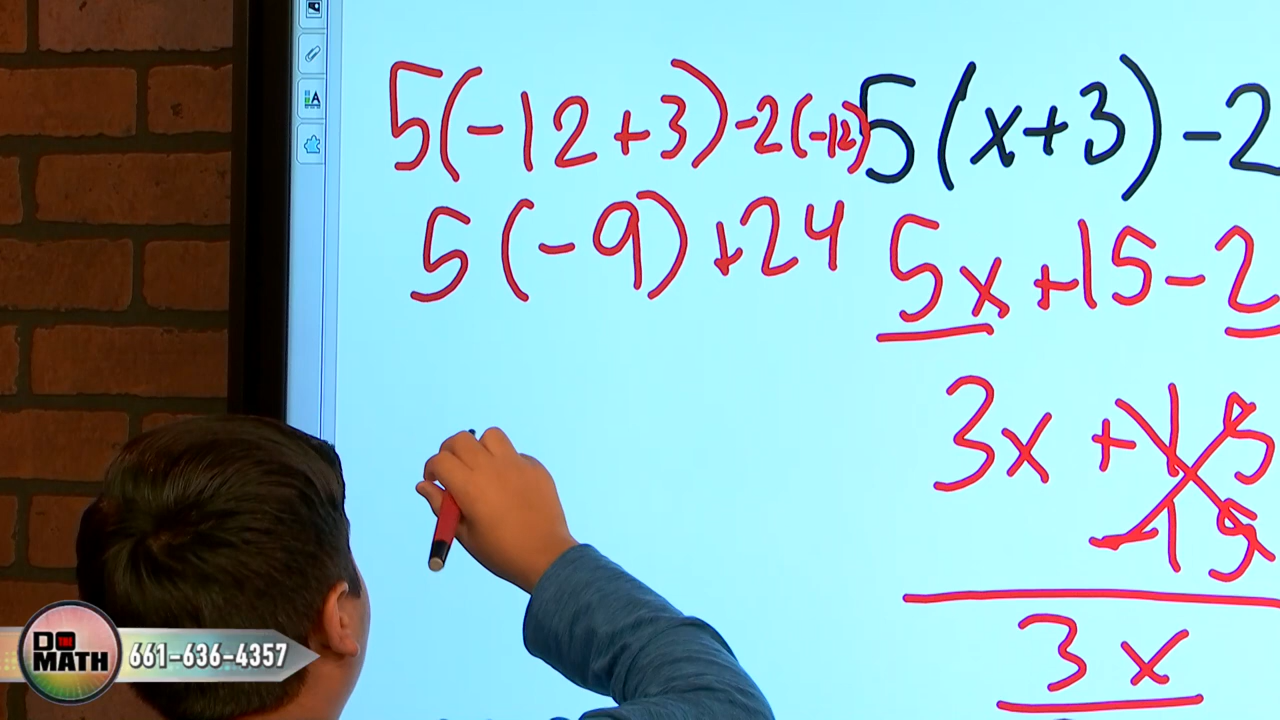 5(-12+3)-2(-12)
5(-9)+24
5(x+3)-2
5x+15-2
3x+15
-15
3x
DO THE MATH
661-636-4357